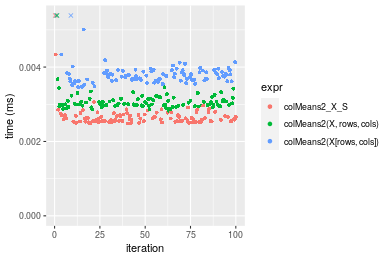 time (ms)
0.004
0.002
0.000
0
25
50
75
100
iteration
expr
colMeans2_X_S
colMeans2(X, rows, cols)
colMeans2(X[rows, cols])